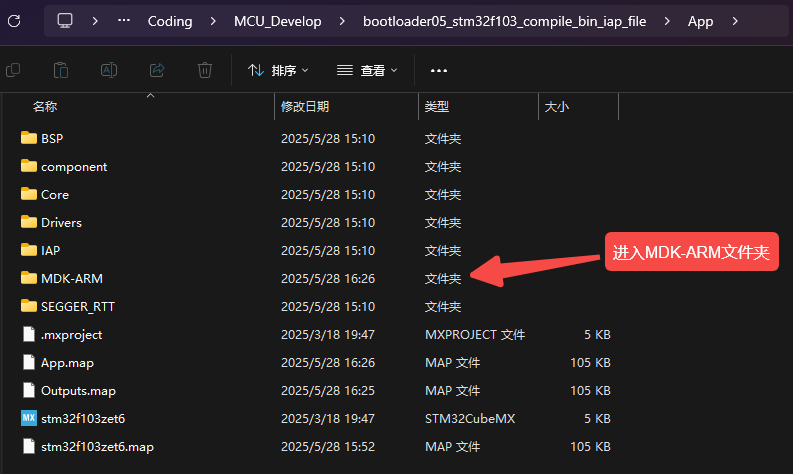 Coding > MCU_Develop > bootloader05_stm32f103_compile_bin_iap_file > App >
排序 查看
名称 修改日期 类型 大小
BSP 2025/5/28 15:10 文件夹
component 2025/5/28 15:10 文件夹
Core 2025/5/28 15:10 文件夹
Drivers 2025/5/28 15:10 文件夹
IAP 2025/5/28 15:10 文件夹
进入MDK-ARM文件夹
MDK-ARM 2025/5/28 16:26 文件夹
SEGGER_RTT 2025/5/28 15:10 文件夹
.mxproject 2025/3/18 19:47 MXPROJECT 文件 5 KB
App.map 2025/5/28 16:26 MAP 文件 105 KB
Outputs.map 2025/5/28 16:25 MAP 文件 105 KB
MX stm32f103zet6 2025/3/18 19:47 STM32CubeMX 5 KB
stm32f103zet6.map 2025/5/28 15:52 MAP 文件 105 KB